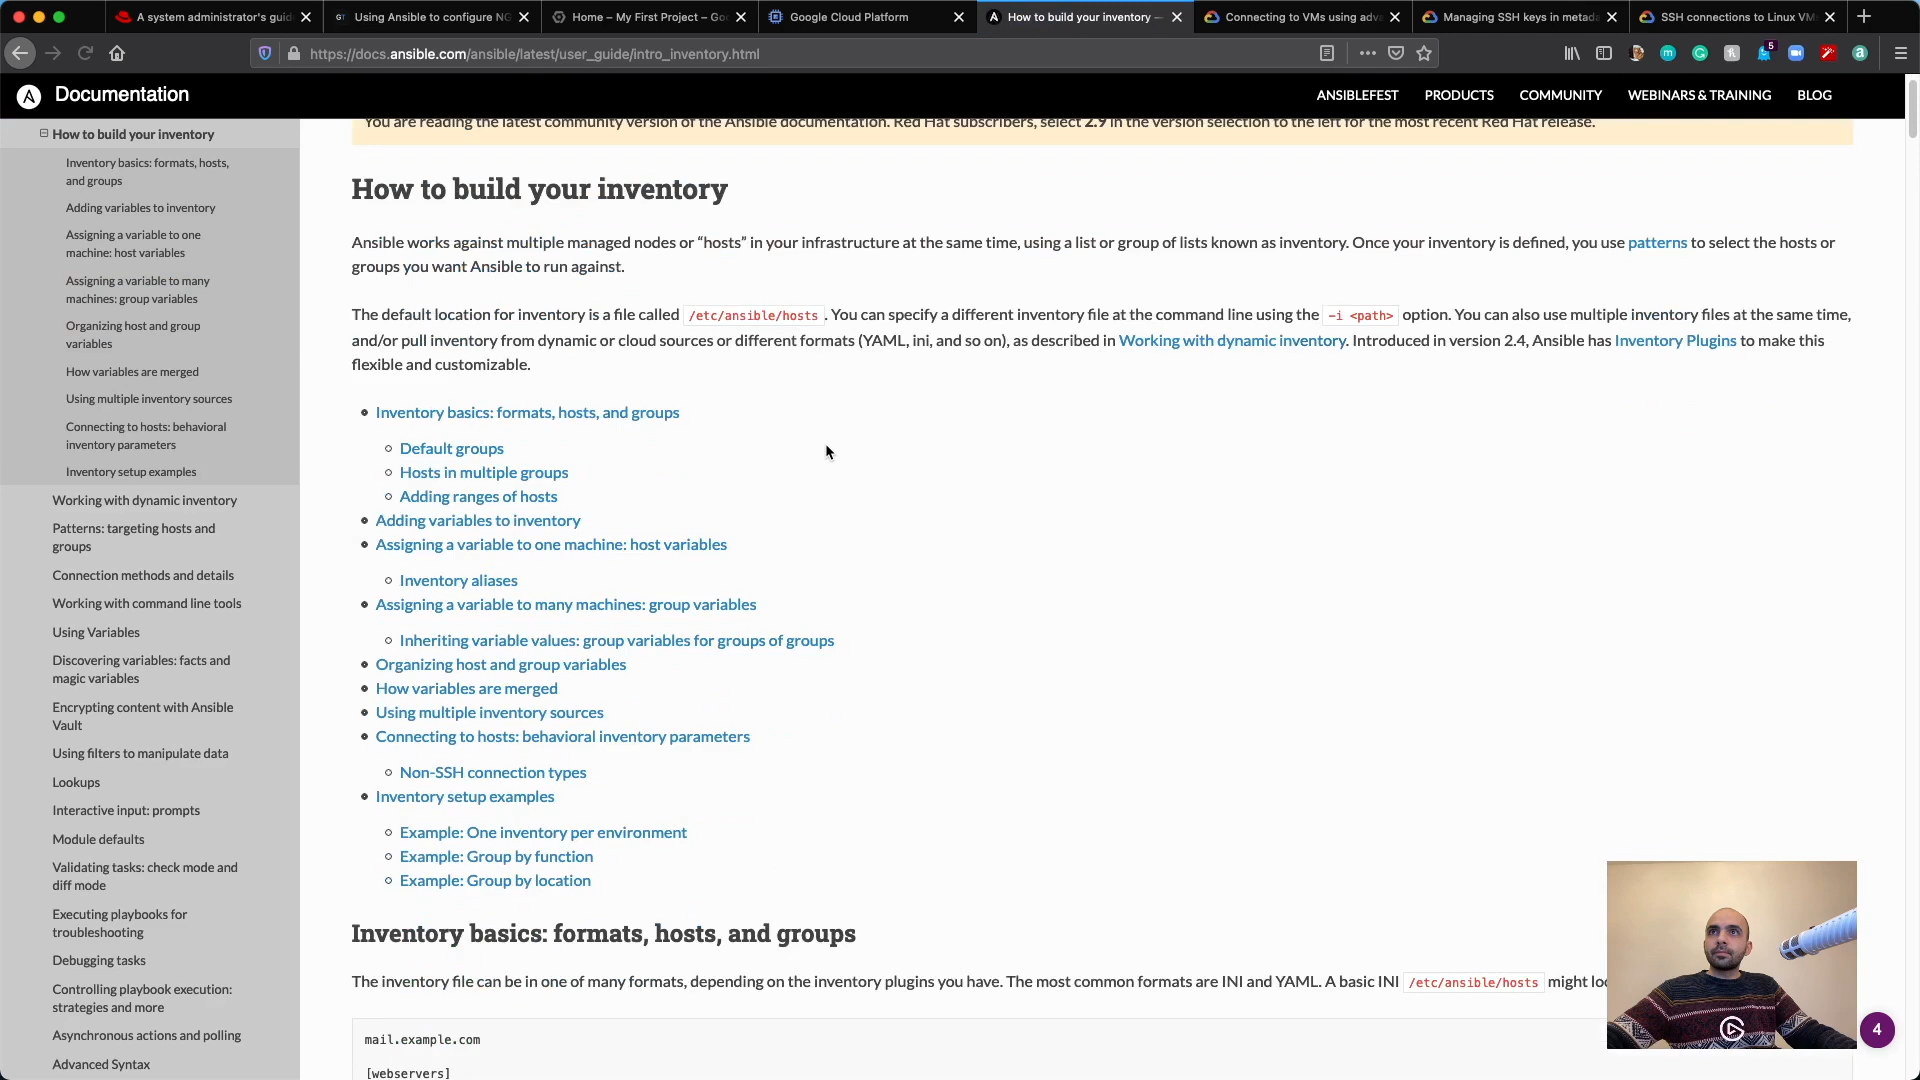 A system administrator's guid
Using Ansible to configure NG
Home – My First Project – Goo
Google Cloud Platform
How to build your inventory —
Connecting to VMs using adva
Managing SSH keys in metada
SSH connections to Linux VMs
https://docs.ansible.com/ansible/latest/user_guide/intro_inventory.html
5
Documentation
ANSIBLEFEST
PRODUCTS
COMMUNITY
WEBINARS & TRAINING
BLOG
How to build your inventory
Inventory basics: formats, hosts,
and groups
Adding variables to inventory
Assigning a variable to one
machine: host variables
Assigning a variable to many
machines: group variables
Organizing host and group
variables
How variables are merged
Using multiple inventory sources
Connecting to hosts: behavioral
inventory parameters
Inventory setup examples
Working with dynamic inventory
Patterns: targeting hosts and
groups
Connection methods and details
Working with command line tools
Using Variables
Discovering variables: facts and
magic variables
Encrypting content with Ansible
Vault
Using filters to manipulate data
Lookups
Interactive input: prompts
Module defaults
Validating tasks: check mode and
diff mode
Executing playbooks for
troubleshooting
Debugging tasks
Controlling playbook execution:
strategies and more
Asynchronous actions and polling
Advanced Syntax
You are reading the latest community version of the Ansible documentation. Red Hat subscribers, select 2.9 in the version selection to the left for the most recent Red Hat release.
How to build your inventory
Ansible works against multiple managed nodes or “hosts” in your infrastructure at the same time, using a list or group of lists known as inventory. Once your inventory is defined, you use patterns to select the hosts or
groups you want Ansible to run against.
The default location for inventory is a file called /etc/ansible/hosts . You can specify a different inventory file at the command line using the -i <path> option. You can also use multiple inventory files at the same time,
and/or pull inventory from dynamic or cloud sources or different formats (YAML, ini, and so on), as described in Working with dynamic inventory. Introduced in version 2.4, Ansible has Inventory Plugins to make this
flexible and customizable.
Inventory basics: formats, hosts, and groups
Default groups
Hosts in multiple groups
Adding ranges of hosts
Adding variables to inventory
Assigning a variable to one machine: host variables
Inventory aliases
Assigning a variable to many machines: group variables
Inheriting variable values: group variables for groups of groups
Organizing host and group variables
How variables are merged
Using multiple inventory sources
Connecting to hosts: behavioral inventory parameters
Non-SSH connection types
Inventory setup examples
Example: One inventory per environment
Example: Group by function
Example: Group by location
Inventory basics: formats, hosts, and groups
The inventory file can be in one of many formats, depending on the inventory plugins you have. The most common formats are INI and YAML. A basic INI /etc/ansible/hosts might
mail.example.com
[webservers]
4